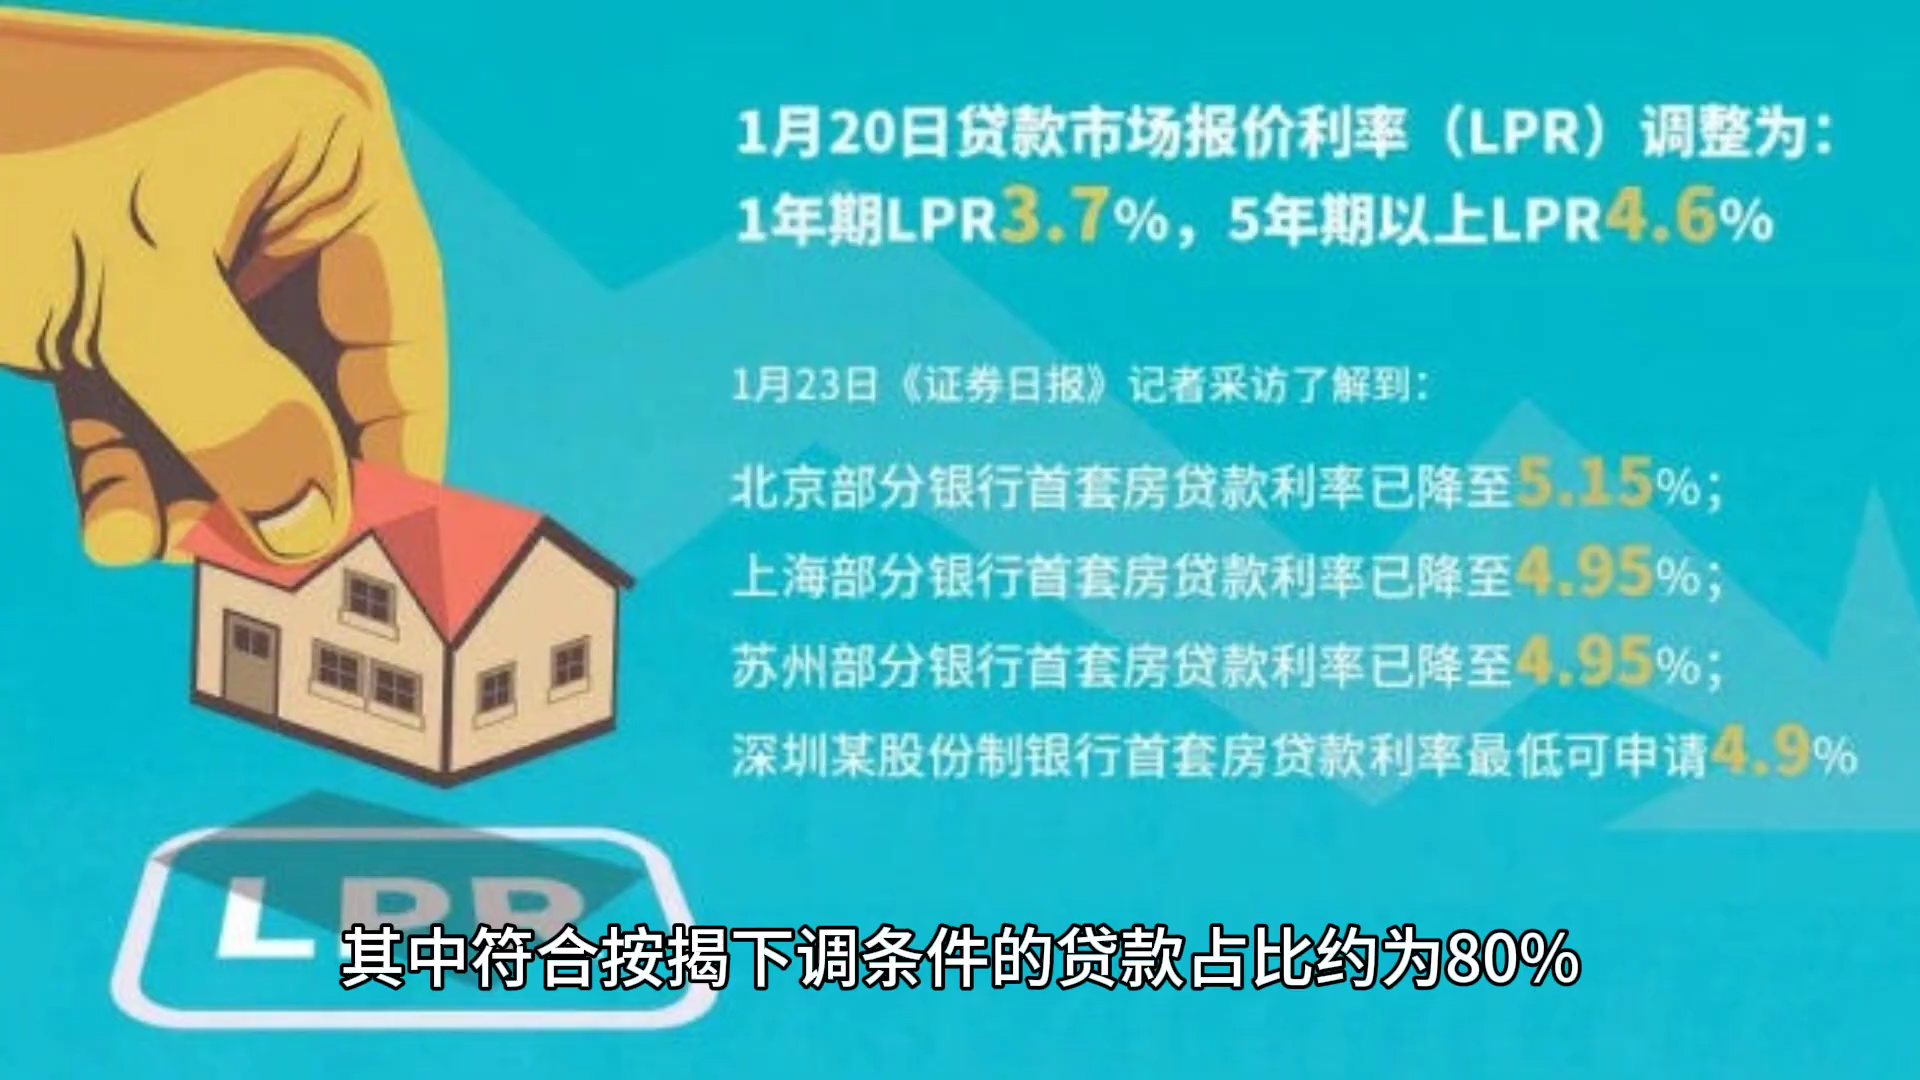 1月20日贷款市场报价利率（LPR）调整为：
1年期LPR3.7%，5年期以上LPR4.6%
1月23日《证券日报》记者采访了解到：
北京部分银行首套房贷款利率已降至5.15%；
上海部分银行首套房贷款利率已降至4.95%；
苏州部分银行首套房贷款利率已降至4.95%；
深圳某股份制银行首套房贷款利率最低可申请4.9%
LPR
其中符合按揭下调条件的贷款占比约为80%